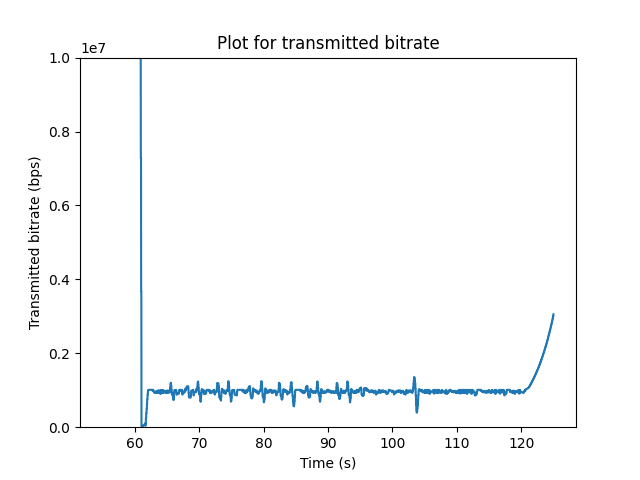 Plot for transmitted bitrate
1e7
1.0
0.8
0.6
0.4
0.2
0.0
Transmitted bitrate (bps)
60 70 80 90 100 110 120
Time (s)